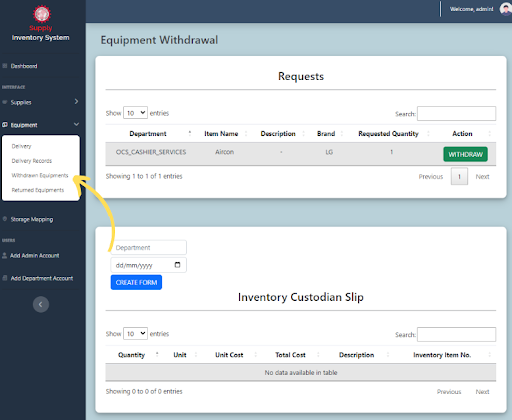 Supply
Inventory System
Welcome, admin1.
Dashboard
INTERFACE
Supplies
Equipment
Delivery
Delivery Records
Withdrawn Equipments
Returned Equipments
Storage Mapping
USERS
Add Admin Account
Add Department Account
Equipment Withdrawal
Requests
Show 10 entries
Search:
Department Item Name Description Brand Requested Quantity Action
OCS_CASHIER_SERVICES Aircon - LG 1 WITHDRAW
Showing 1 to 1 of 1 entries
Previous 1 Next
Department
dd/mm/yyyy
CREATE FORM
Inventory Custodian Slip
Show 10 entries
Search:
Quantity Unit Unit Cost Total Cost Description Inventory Item No.
No data available in table
Showing 0 to 0 of 0 entries
Previous Next